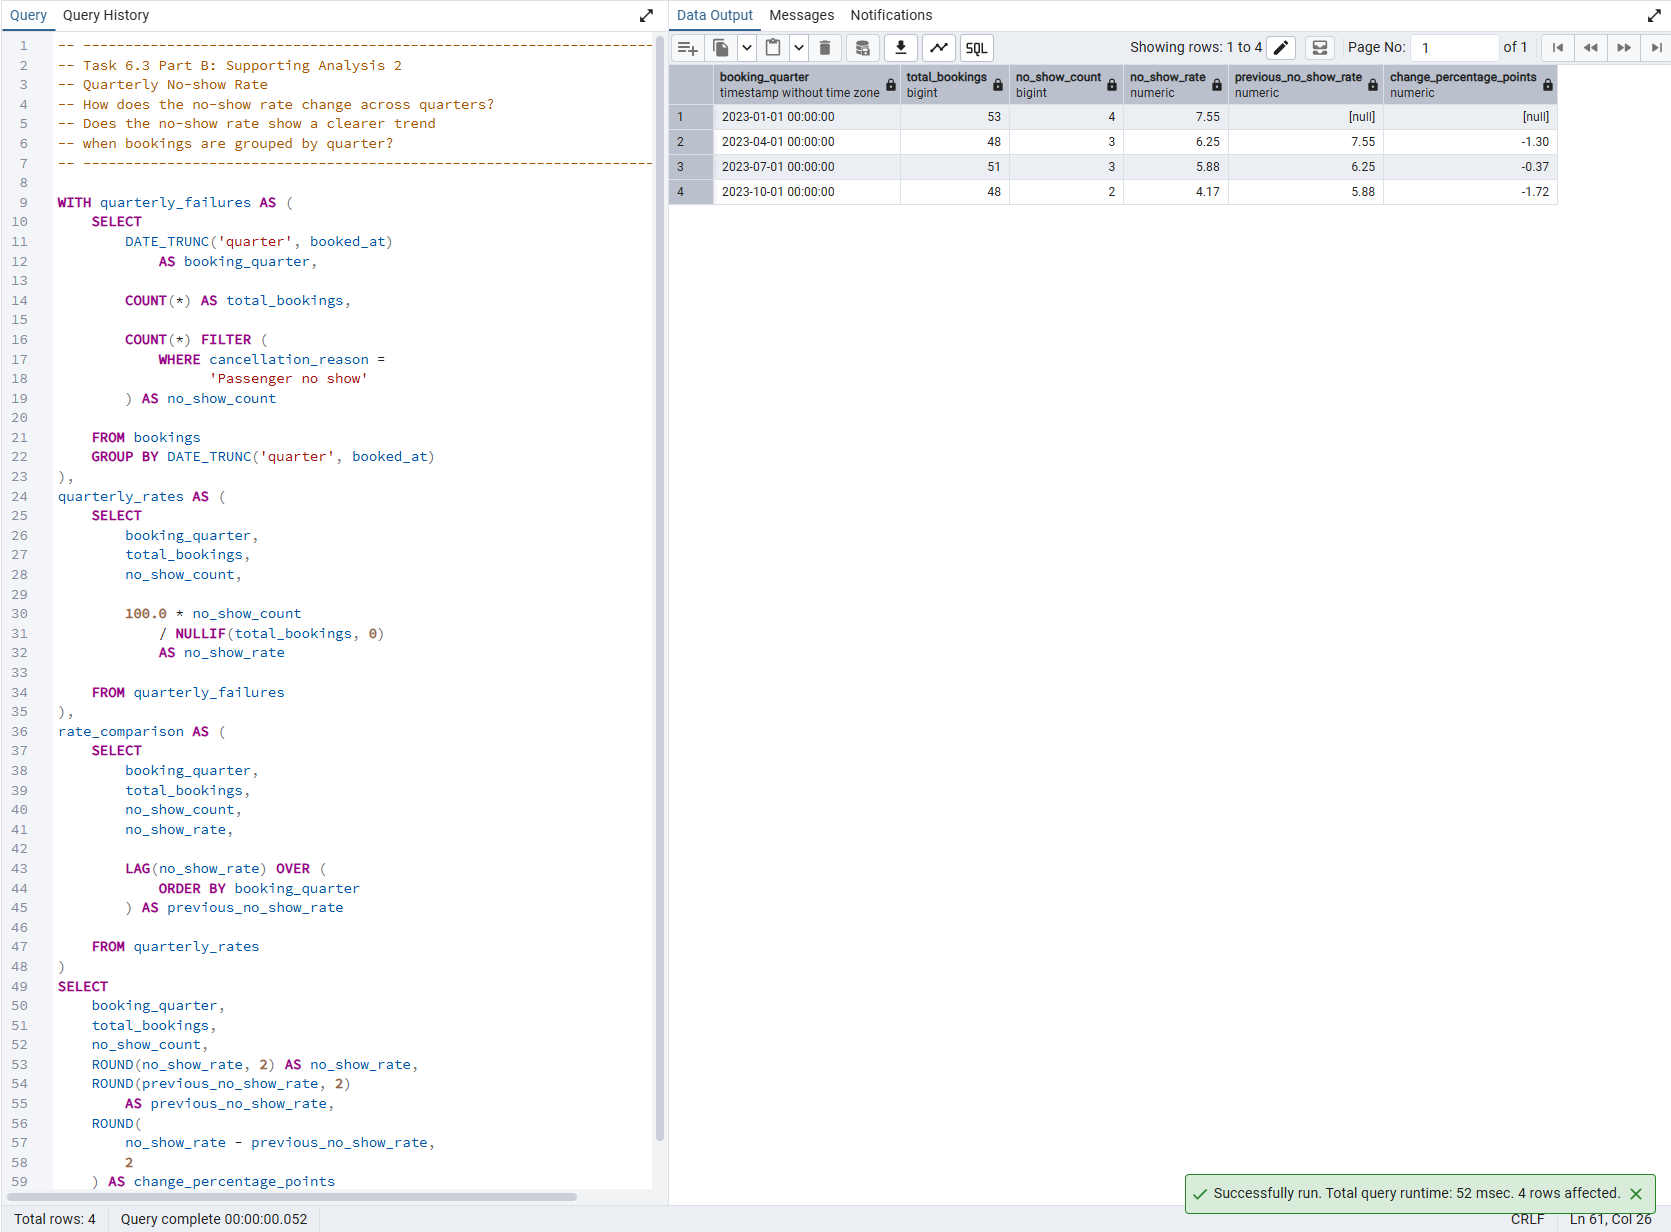 Query Query History
1 -- --------------------------------------------------------------------
2 -- Task 6.3 Part B: Supporting Analysis 2
3 -- Quarterly No-show Rate
4 -- How does the no-show rate change across quarters?
5 -- Does the no-show rate show a clearer trend
6 -- when bookings are grouped by quarter?
7 -- --------------------------------------------------------------------
8
9 WITH quarterly_failures AS (
10 SELECT
11 DATE_TRUNC('quarter', booked_at)
12 AS booking_quarter,
13
14 COUNT(*) AS total_bookings,
15
16 COUNT(*) FILTER (
17 WHERE cancellation_reason =
18 'Passenger no show'
19 ) AS no_show_count
20
21 FROM bookings
22 GROUP BY DATE_TRUNC('quarter', booked_at)
23 ),
24 quarterly_rates AS (
25 SELECT
26 booking_quarter,
27 total_bookings,
28 no_show_count,
29
30 100.0 * no_show_count
31 / NULLIF(total_bookings, 0)
32 AS no_show_rate
33
34 FROM quarterly_failures
35 ),
36 rate_comparison AS (
37 SELECT
38 booking_quarter,
39 total_bookings,
40 no_show_count,
41 no_show_rate,
42
43 LAG(no_show_rate) OVER (
44 ORDER BY booking_quarter
45 ) AS previous_no_show_rate
46
47 FROM quarterly_rates
48 )
49 SELECT
50 booking_quarter,
51 total_bookings,
52 no_show_count,
53 ROUND(no_show_rate, 2) AS no_show_rate,
54 ROUND(previous_no_show_rate, 2)
55 AS previous_no_show_rate,
56 ROUND(
57 no_show_rate - previous_no_show_rate,
58 2
59 ) AS change_percentage_points
Data Output Messages Notifications
SQL Showing rows: 1 to 4 Page No: 1 of 1
booking_quarter total_bookings no_show_count no_show_rate previous_no_show_rate change_percentage_points
timestamp without time zone bigint bigint numeric numeric numeric
1 2023-01-01 00:00:00 53 4 7.55 [null] [null]
2 2023-04-01 00:00:00 48 3 6.25 7.55 -1.30
3 2023-07-01 00:00:00 51 3 5.88 6.25 -0.37
4 2023-10-01 00:00:00 48 2 4.17 5.88 -1.72
Successfully run. Total query runtime: 52 msec. 4 rows affected.
Total rows: 4 Query complete 00:00:00.052 CRLF Ln 61, Col 26